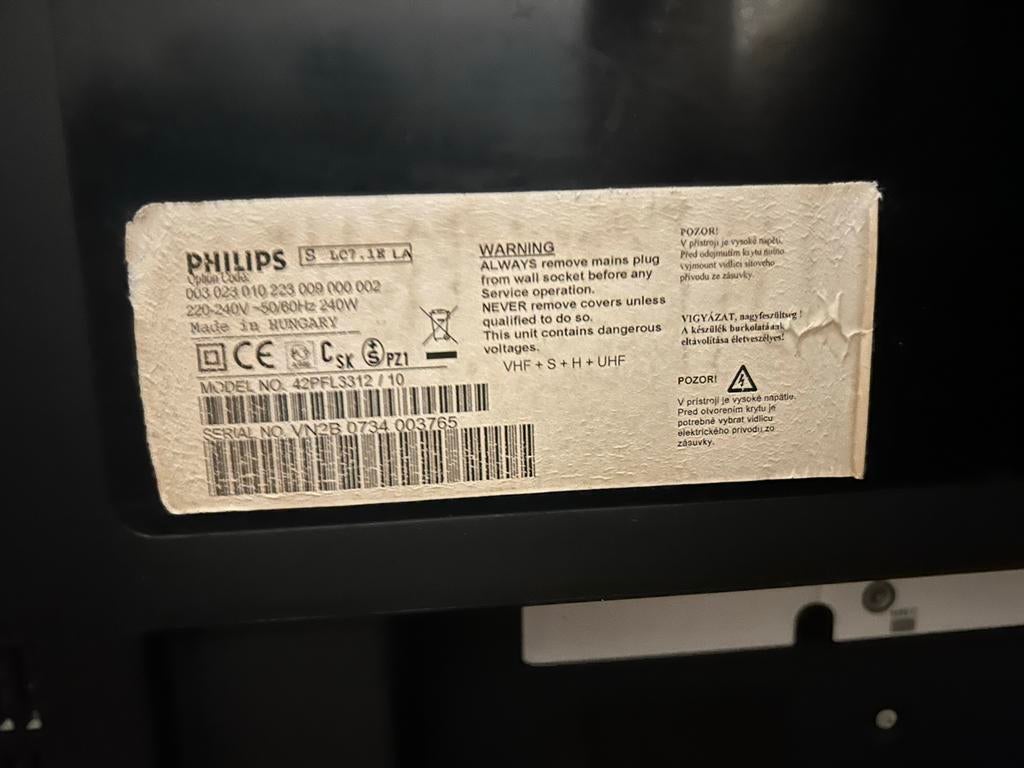 PHILIPS S LC7.1E LA
Option Code:
003 023 010 223 009 000 002
220-240V ~50/60Hz 240W
Made in HUNGARY
CE
C SK
S PZ1
MODEL NO. 42PFL3312 / 10
SERIAL NO. VN2B 0734 003765
WARNING
ALWAYS remove mains plug
from wall socket before any
Service operation.
NEVER remove covers unless
qualified to do so.
This unit contains dangerous
voltages.
VHF + S + H + UHF
POZOR!
V přístroji je vysoké napětí.
Před odejmutím krytu nutno
vyjmout vidlici síťového
přívodu ze zásuvky.
VIGYÁZAT, nagyfeszültség !
A készülék burkolatának
eltávolítása életveszélyes!
POZOR!
V prístroji je vysoké napätie.
Pred otvorením krytu je
potrebné vybrat vidlicu
elektrického prívodu zo
zásuvky.